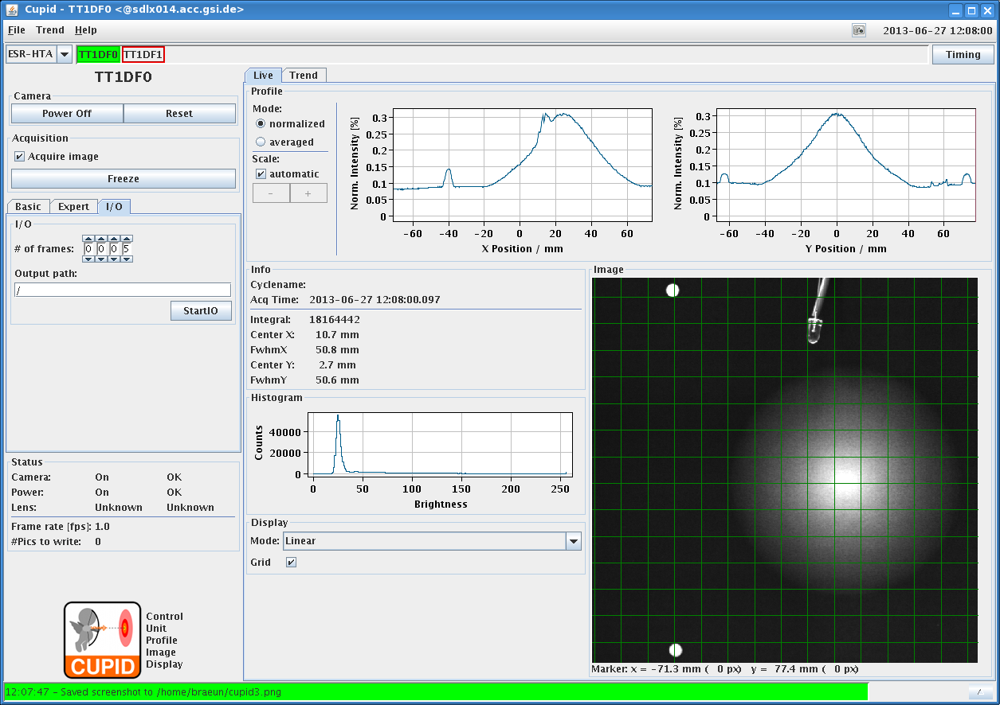 Cupid - TT1DF0 <@sdlx014.acc.gsi.de>
File Trend Help 2013-06-27 12:08:00
ESR-HTA TT1DF0 TT1DF1 Timing
TT1DF0
Camera
Power Off Reset
Acquisition
Acquire image
Freeze
Basic Expert I/O
I/O
# of frames: 0 0 0 5
Output path:
/
StartIO
Status
Camera: On OK
Power: On OK
Lens: Unknown Unknown
Frame rate [fps]: 1.0
#Pics to write: 0
CUPID
Control
Unit
Profile
Image
Display
Live Trend
Profile
Mode:
normalized
averaged
Scale:
automatic
- +
Norm. Intensity [%]
0.3
0.25
0.2
0.15
0.1
0.05
0
-60 -40 -20 0 20 40 60
X Position / mm
Norm. Intensity [%]
0.3
0.25
0.2
0.15
0.1
0.05
0
-60 -40 -20 0 20 40 60
Y Position / mm
Info
Cyclename:
Acq Time: 2013-06-27 12:08:00.097
Integral: 18164442
Center X: 10.7 mm
FwhmX 50.8 mm
Center Y: 2.7 mm
FwhmY 50.6 mm
Histogram
Counts
40000
20000
0
0 50 100 150 200 250
Brightness
Display
Mode: Linear
Grid
Image
Marker: x = -71.3 mm ( 0 px) y = 77.4 mm ( 0 px)
12:07:47 - Saved screenshot to /home/braeun/cupid3.png